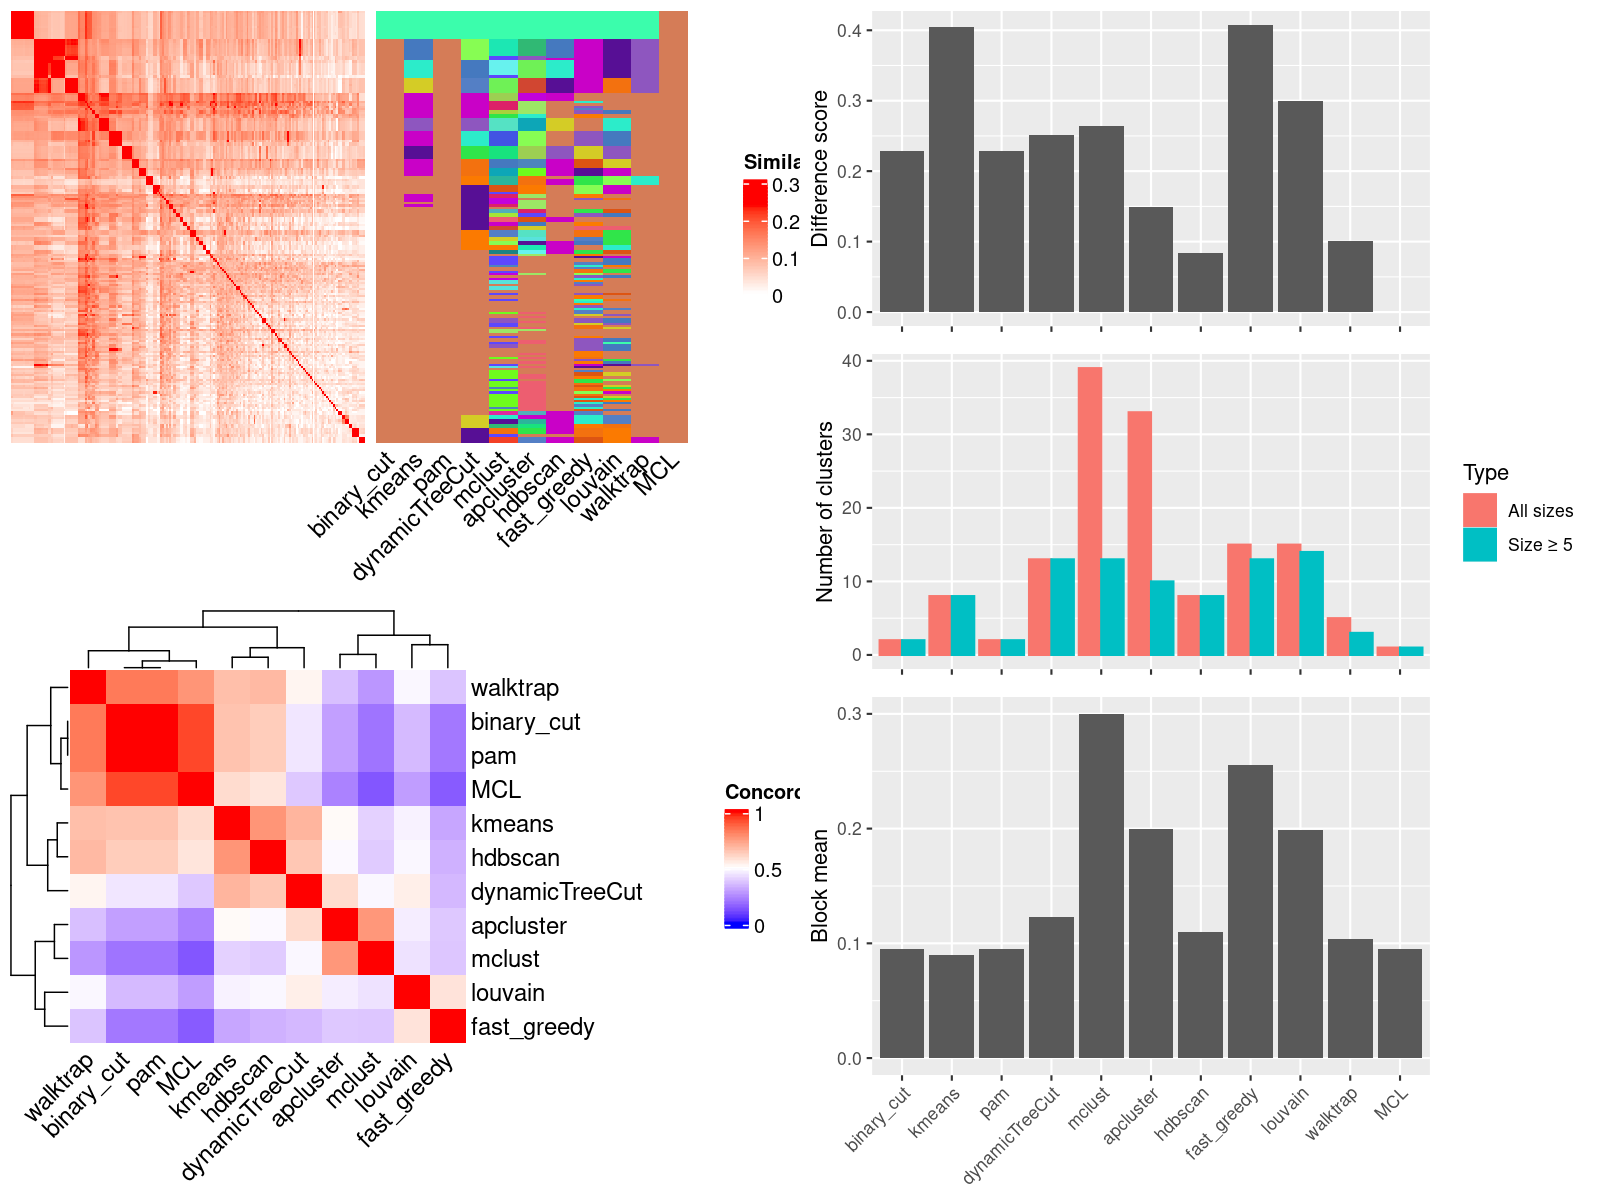 Simila
0.3
0.2
0.1
0
binary_cut
kmeans
pam
dynamicTreeCut
mclust
apcluster
hdbscan
fast_greedy
louvain
walktrap
MCL
walktrap
binary_cut
pam
MCL
kmeans
hdbscan
dynamicTreeCut
apcluster
mclust
louvain
fast_greedy
walktrap
binary_cut
pam
MCL
kmeans
hdbscan
dynamicTreeCut
apcluster
mclust
louvain
fast_greedy
Concord
1
0.5
0
Difference score
0.4
0.3
0.2
0.1
0.0
Number of clusters
40
30
20
10
0
Type
All sizes
Size ≥ 5
Block mean
0.3
0.2
0.1
0.0
binary_cut
kmeans
pam
dynamicTreeCut
mclust
apcluster
hdbscan
fast_greedy
louvain
walktrap
MCL